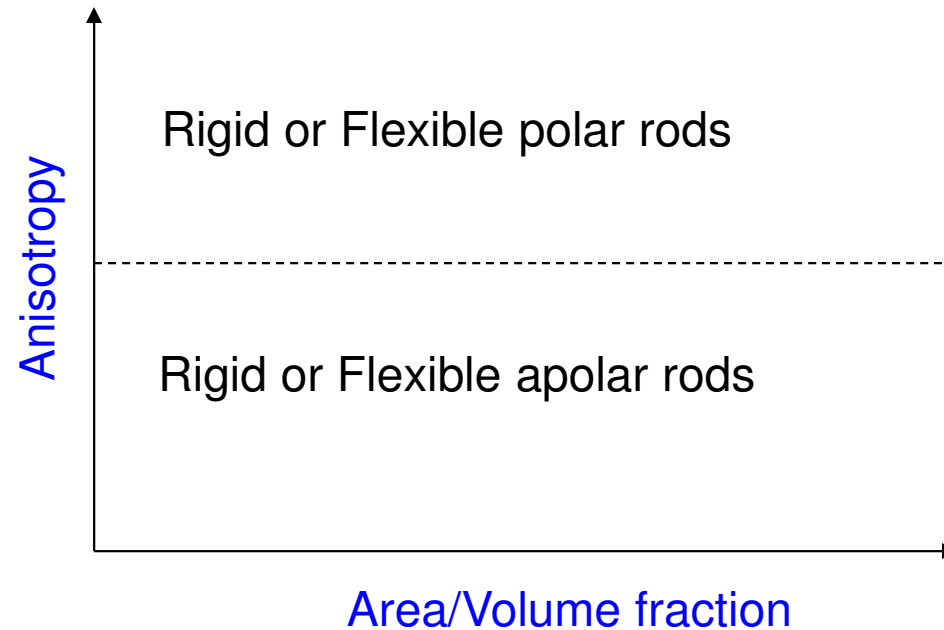 Rigid or Flexible polar rods
Anisotropy
Rigid or Flexible apolar rods
Area/Volume fraction